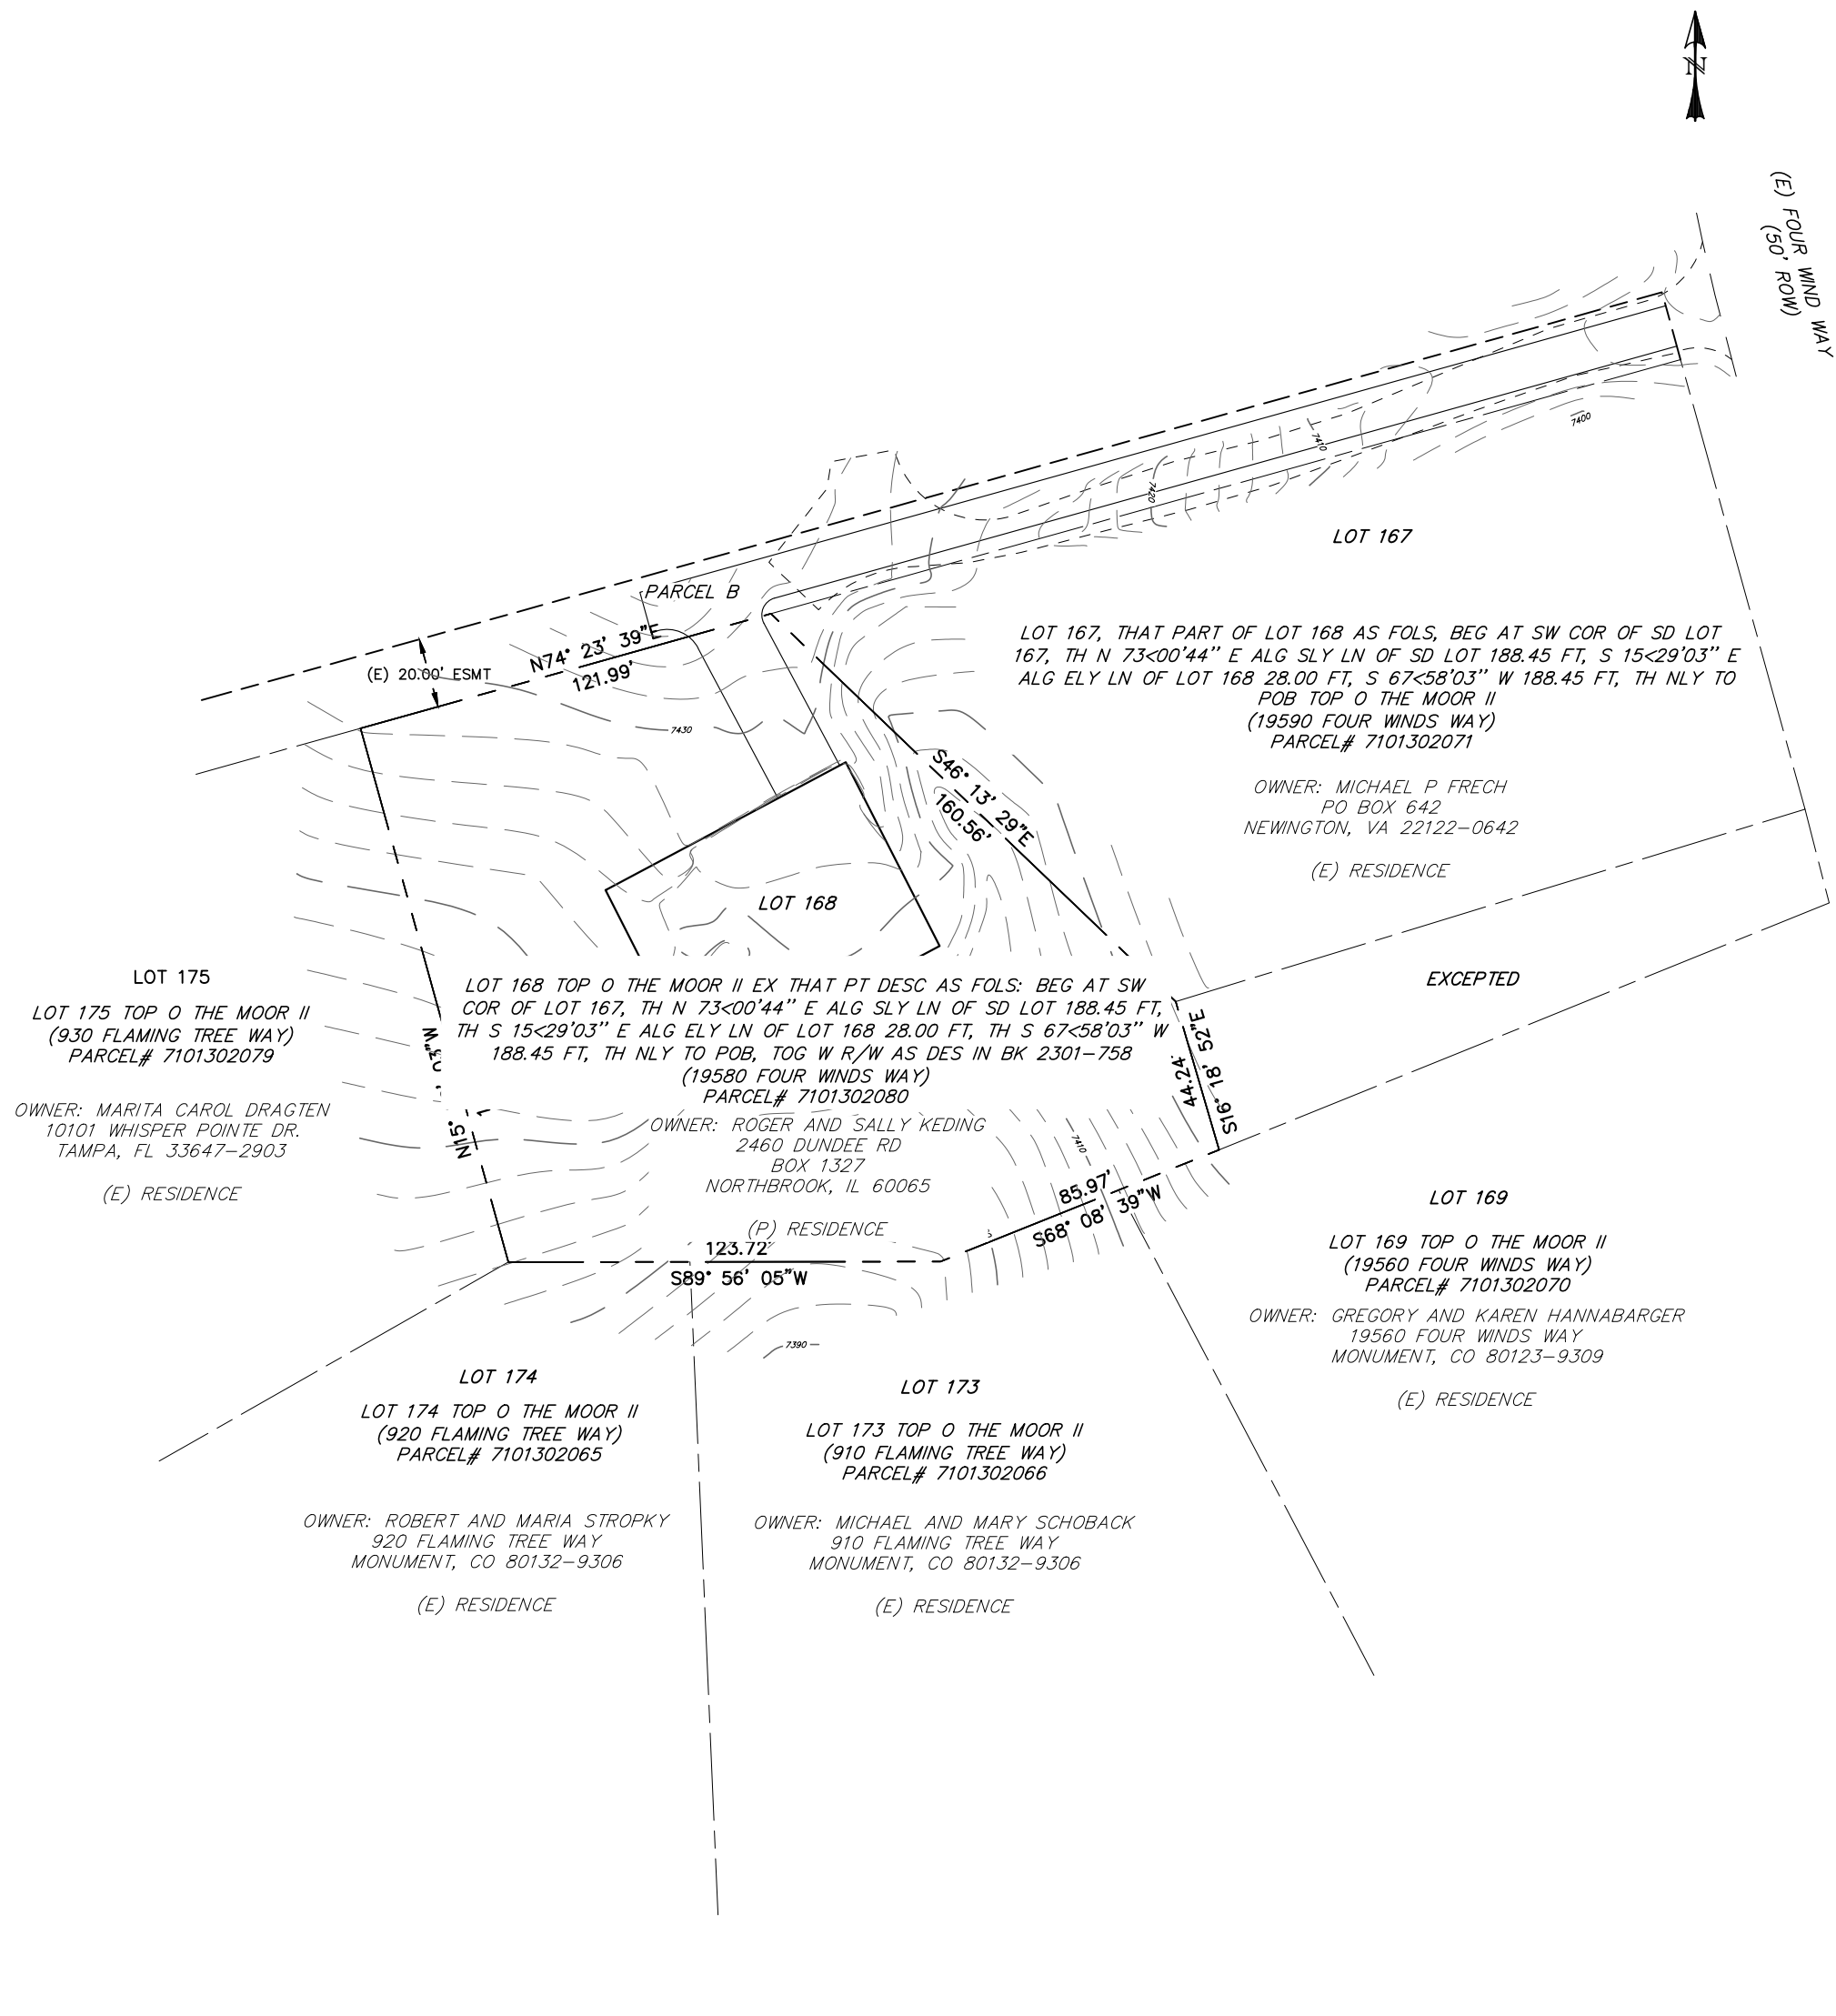 N
(E) FOUR WIND WAY
(50' ROW)
7400
7410
7420
LOT 167
PARCEL B
N74° 23' 39"E
121.99'
(E) 20.00' ESMT
7430
LOT 167, THAT PART OF LOT 168 AS FOLS, BEG AT SW COR OF SD LOT
167, TH N 73<00'44" E ALG SLY LN OF SD LOT 188.45 FT, S 15<29'03" E
ALG ELY LN OF LOT 168 28.00 FT, S 67<58'03" W 188.45 FT, TH NLY TO
POB TOP O THE MOOR II
(19590 FOUR WINDS WAY)
PARCEL# 7101302071
OWNER: MICHAEL P FRECH
PO BOX 642
NEWINGTON, VA 22122-0642
(E) RESIDENCE
S46° 13' 29"E
160.56'
LOT 168
EXCEPTED
LOT 175
LOT 175 TOP O THE MOOR II
(930 FLAMING TREE WAY)
PARCEL# 7101302079
OWNER: MARITA CAROL DRAGTEN
10101 WHISPER POINTE DR.
TAMPA, FL 33647-2903
(E) RESIDENCE
LOT 168 TOP O THE MOOR II EX THAT PT DESC AS FOLS: BEG AT SW
COR OF LOT 167, TH N 73<00'44" E ALG SLY LN OF SD LOT 188.45 FT,
TH S 15<29'03" E ALG ELY LN OF LOT 168 28.00 FT, TH S 67<58'03" W
188.45 FT, TH NLY TO POB, TOG W R/W AS DES IN BK 2301-758
(19580 FOUR WINDS WAY)
PARCEL# 7101302080
OWNER: ROGER AND SALLY KEDING
2460 DUNDEE RD
BOX 1327
NORTHBROOK, IL 60065
(P) RESIDENCE
N15°
44.24'
S16° 18' 52"E
7410
85.97'
S68° 08' 39"W
123.72'
S89° 56' 05"W
7390
LOT 169
LOT 169 TOP O THE MOOR II
(19560 FOUR WINDS WAY)
PARCEL# 7101302070
OWNER: GREGORY AND KAREN HANNABARGER
19560 FOUR WINDS WAY
MONUMENT, CO 80123-9309
(E) RESIDENCE
LOT 174
LOT 174 TOP O THE MOOR II
(920 FLAMING TREE WAY)
PARCEL# 7101302065
OWNER: ROBERT AND MARIA STROPKY
920 FLAMING TREE WAY
MONUMENT, CO 80132-9306
(E) RESIDENCE
LOT 173
LOT 173 TOP O THE MOOR II
(910 FLAMING TREE WAY)
PARCEL# 7101302066
OWNER: MICHAEL AND MARY SCHOBACK
910 FLAMING TREE WAY
MONUMENT, CO 80132-9306
(E) RESIDENCE